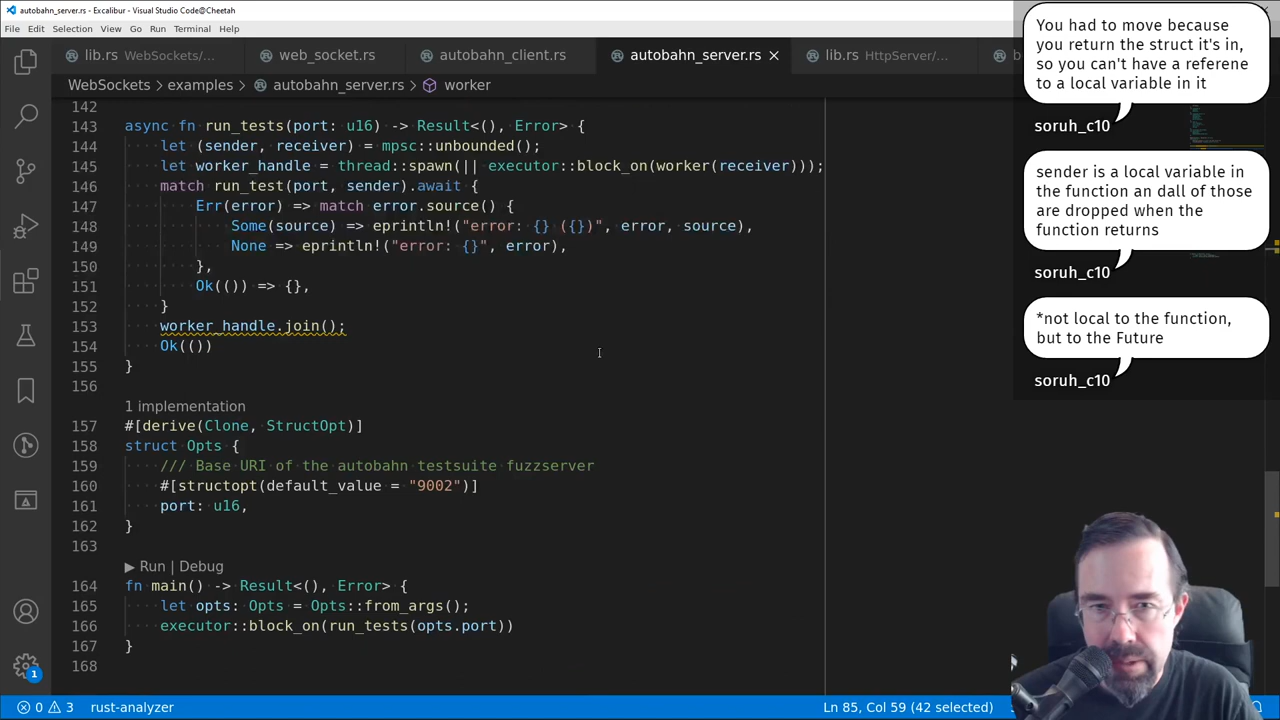 autobahn_server.rs - Excalibur - Visual Studio Code@Cheetah
File Edit Selection View Go Run Terminal Help
lib.rs WebSockets/... web_socket.rs autobahn_client.rs autobahn_server.rs lib.rs HttpServer/...
WebSockets > examples > autobahn_server.rs > worker
142
143 async fn run_tests(port: u16) -> Result<(), Error> {
144 let (sender, receiver) = mpsc::unbounded();
145 let worker_handle = thread::spawn(|| executor::block_on(worker(receiver)));
146 match run_test(port, sender).await {
147 Err(error) => match error.source() {
148 Some(source) => eprintln!("error: {} ({})", error, source),
149 None => eprintln!("error: {}", error),
150 },
151 Ok(()) => {},
152 }
153 worker_handle.join();
154 Ok(())
155 }
156
1 implementation
157 #[derive(Clone, StructOpt)]
158 struct Opts {
159 /// Base URI of the autobahn testsuite fuzzserver
160 #[structopt(default_value = "9002")]
161 port: u16,
162 }
163
▶ Run | Debug
164 fn main() -> Result<(), Error> {
165 let opts: Opts = Opts::from_args();
166 executor::block_on(run_tests(opts.port))
167 }
168
You had to move because
you return the struct it's in,
so you can't have a referene
to a local variable in it
soruh_c10
sender is a local variable in
the function an dall of those
are dropped when the
function returns
soruh_c10
*not local to the function,
but to the Future
soruh_c10
1
0 3 rust-analyzer Ln 85, Col 59 (42 selected)